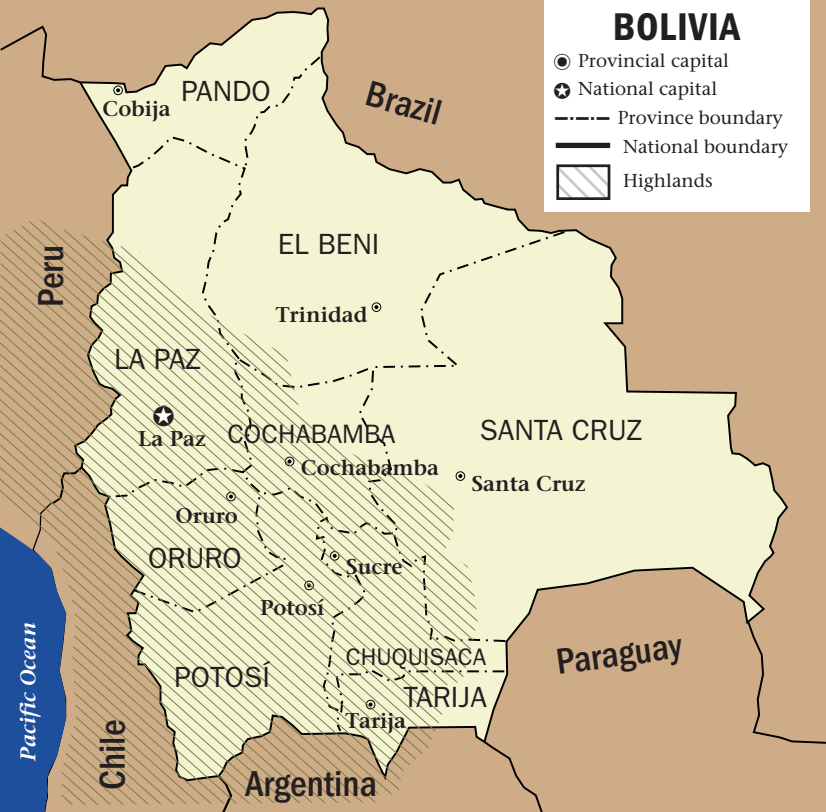 BOLIVIA
Provincial capital
National capital
Province boundary
National boundary
Highlands
PANDO
Cobija
Brazil
EL BENI
Peru
Trinidad
LA PAZ
La Paz
COCHABAMBA
SANTA CRUZ
Cochabamba
Santa Cruz
Oruro
ORURO
Sucre
Potosí
CHUQUISACA
Paraguay
POTOSÍ
TARIJA
Tarija
Pacific Ocean
Chile
Argentina